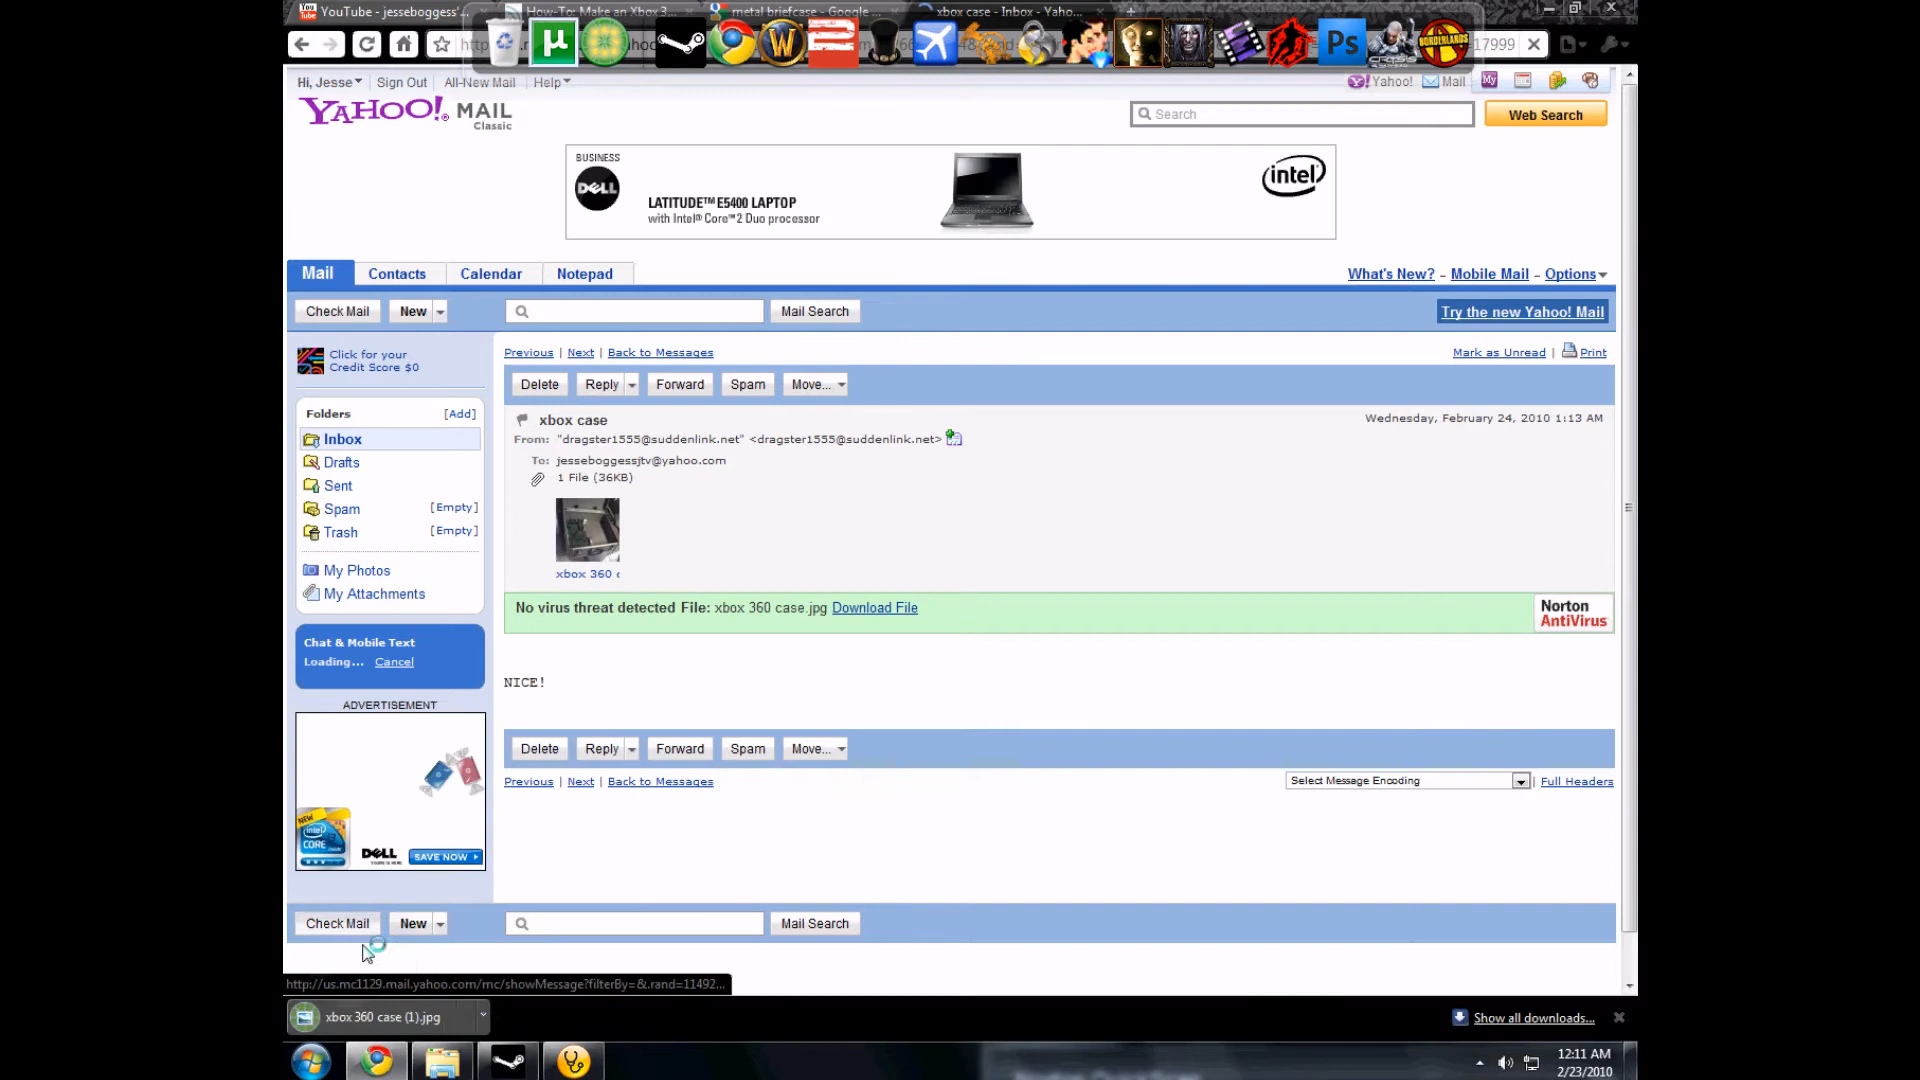 YouTube - jesseboggess'...
How-To: Make an Xbox 3...
metal briefcase - Google ...
xbox case - Inbox - Yaho...
17999
Hi, Jesse
Sign Out
All-New Mail
Help
Yahoo!
Mail
My
YAHOO! MAIL
Classic
Search
Web Search
BUSINESS
DELL
LATITUDE™ E5400 LAPTOP
with Intel® Core™2 Duo processor
intel
Mail
Contacts
Calendar
Notepad
What's New? - Mobile Mail - Options
Check Mail
New
Mail Search
Try the new Yahoo! Mail
Click for your
Credit Score $0
Previous | Next | Back to Messages
Mark as Unread | Print
Delete
Reply
Forward
Spam
Move...
Folders [Add]
Inbox
Drafts
Sent
Spam [Empty]
Trash [Empty]
My Photos
My Attachments
xbox case
Wednesday, February 24, 2010 1:13 AM
From: "dragster1555@suddenlink.net" <dragster1555@suddenlink.net>
To: jesseboggessjtv@yahoo.com
1 File (36KB)
xbox 360 c
No virus threat detected File: xbox 360 case.jpg Download File
Norton
AntiVirus
Chat & Mobile Text
Loading... Cancel
NICE!
ADVERTISEMENT
NEW
intel
CORE
DELL
SAVE NOW
Delete
Reply
Forward
Spam
Move...
Previous | Next | Back to Messages
Select Message Encoding
| Full Headers
Check Mail
New
Mail Search
http://us.mc1129.mail.yahoo.com/mc/showMessage?filterBy=&.rand=11492...
xbox 360 case (1).jpg
Show all downloads...
12:11 AM
2/23/2010